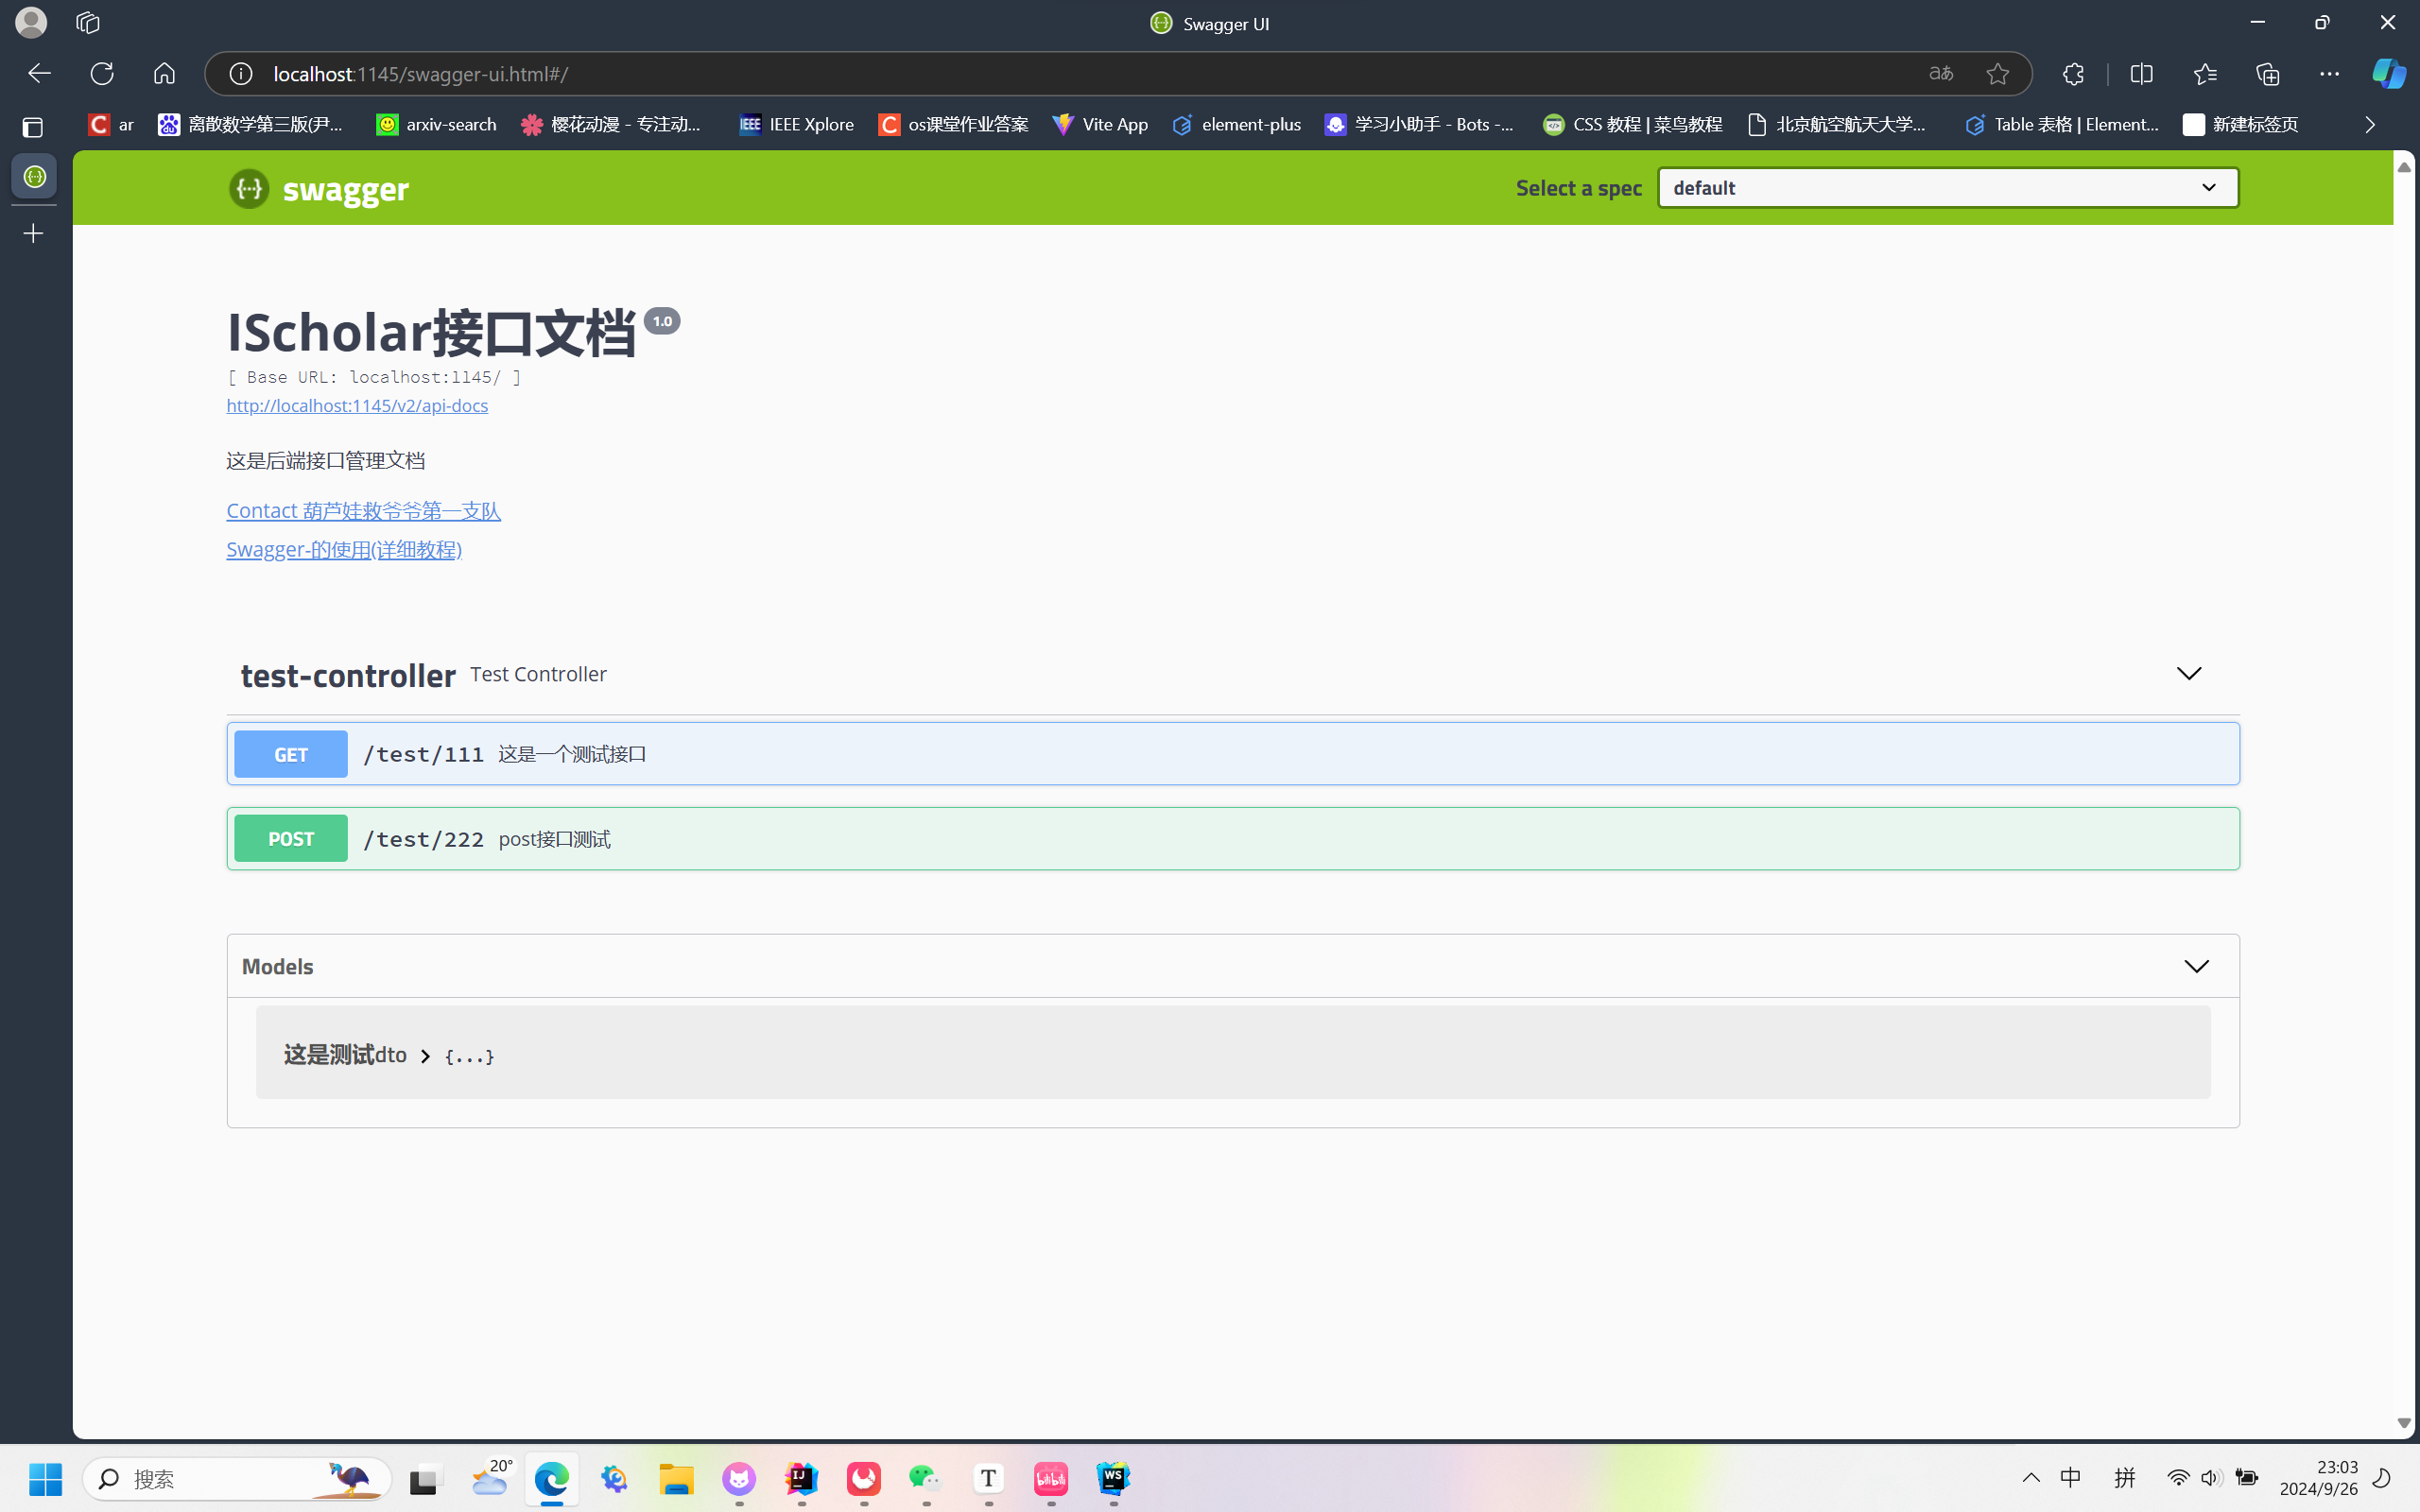 Swagger UI
localhost:1145/swagger-ui.html#/
aあ
ar
离散数学第三版(尹...
arxiv-search
樱花动漫 - 专注动...
IEEE Xplore
os课堂作业答案
Vite App
element-plus
学习小助手 - Bots -...
CSS 教程 | 菜鸟教程
北京航空航天大学...
Table 表格 | Element...
新建标签页
swagger
Select a spec
default
IScholar接口文档 1.0
[ Base URL: localhost:1145/ ]
http://localhost:1145/v2/api-docs
这是后端接口管理文档
Contact 葫芦娃救爷爷第一支队
Swagger-的使用(详细教程)
test-controller Test Controller
GET /test/111 这是一个测试接口
POST /test/222 post接口测试
Models
这是测试dto > {...}
搜索
20°
中
拼
23:03
2024/9/26